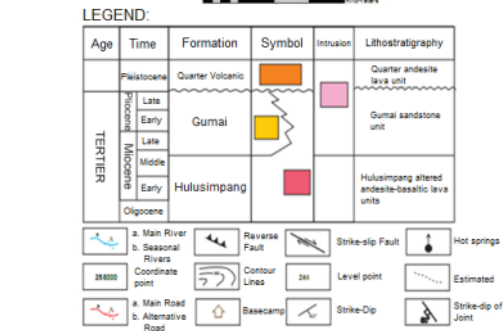 LEGEND:
Age Time Formation Symbol Intrusion Lithostratigraphy
Pleistocene Quarter Volcanic Quarter andesite
lava unit
TERTIER
Pliocene Late
Early
Gumai Gumai sandstone
unit
Miocene Late
Middle
Early
Hulusimpang Hulusimpang altered
andesite-basaltic lava
units
Oligocene
a. Main River
b. Seasonal
Rivers
Reverse
Fault
Strike-slip Fault
Hot springs
256000 Coordinate
point
Contour
Lines
Level point
Estimated
a. Main Road
b. Alternative
Road
Basecamp
Strike-Dip
Strike-dip of
Joint